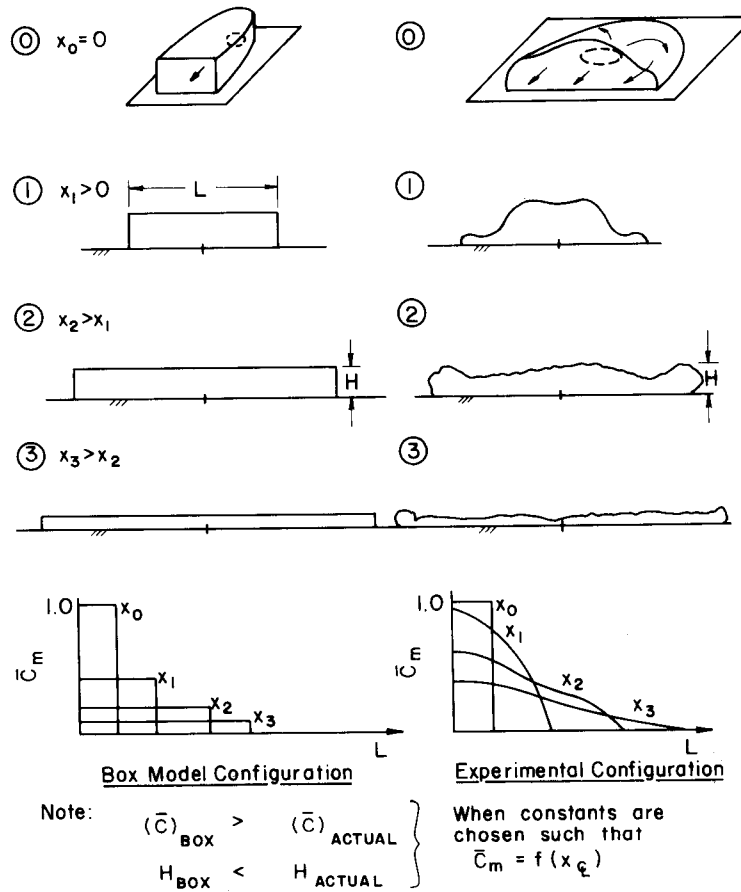 ⓪ x₀=0
⓪
① x₁>0
L
①
② x₂>x₁
②
H
H
③ x₃>x₂
③
1.0
x₀
x₁
x₂
x₃
C̄ₘ
L
Box Model Configuration
1.0
x₀
x₁
x₂
x₃
C̄ₘ
L
Experimental Configuration
Note: (C̄)BOX > (C̄)ACTUAL
HBOX < HACTUAL
When constants are
chosen such that
C̄ₘ = f(x℄)